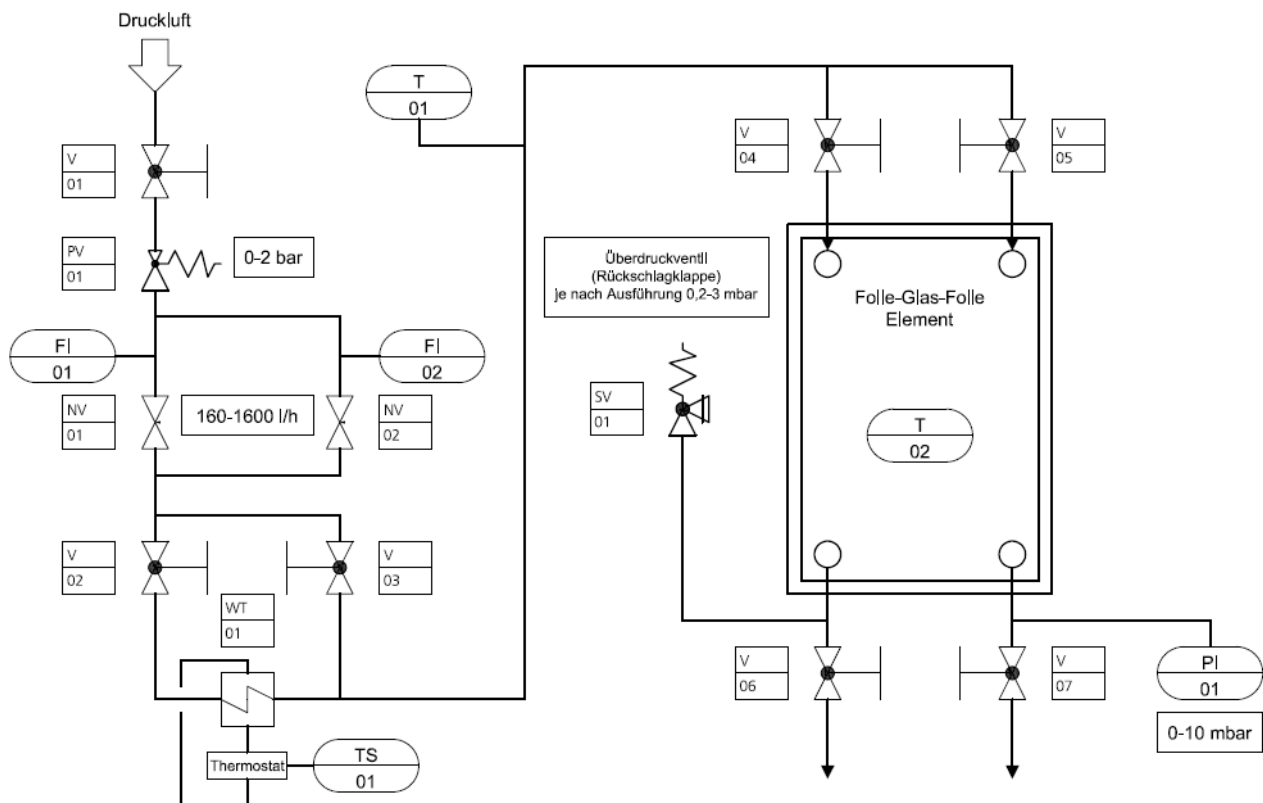 Druckluft
T
01
V
01
V
04
V
05
PV
01
0-2 bar
Überdruckventil
(Rückschlagklappe)
je nach Ausführung 0,2-3 mbar
Folie-Glas-Folie
Element
FI
01
FI
02
NV
01
160-1600 l/h
NV
02
SV
01
T
02
V
02
V
03
WT
01
V
06
V
07
PI
01
0-10 mbar
Thermostat
TS
01